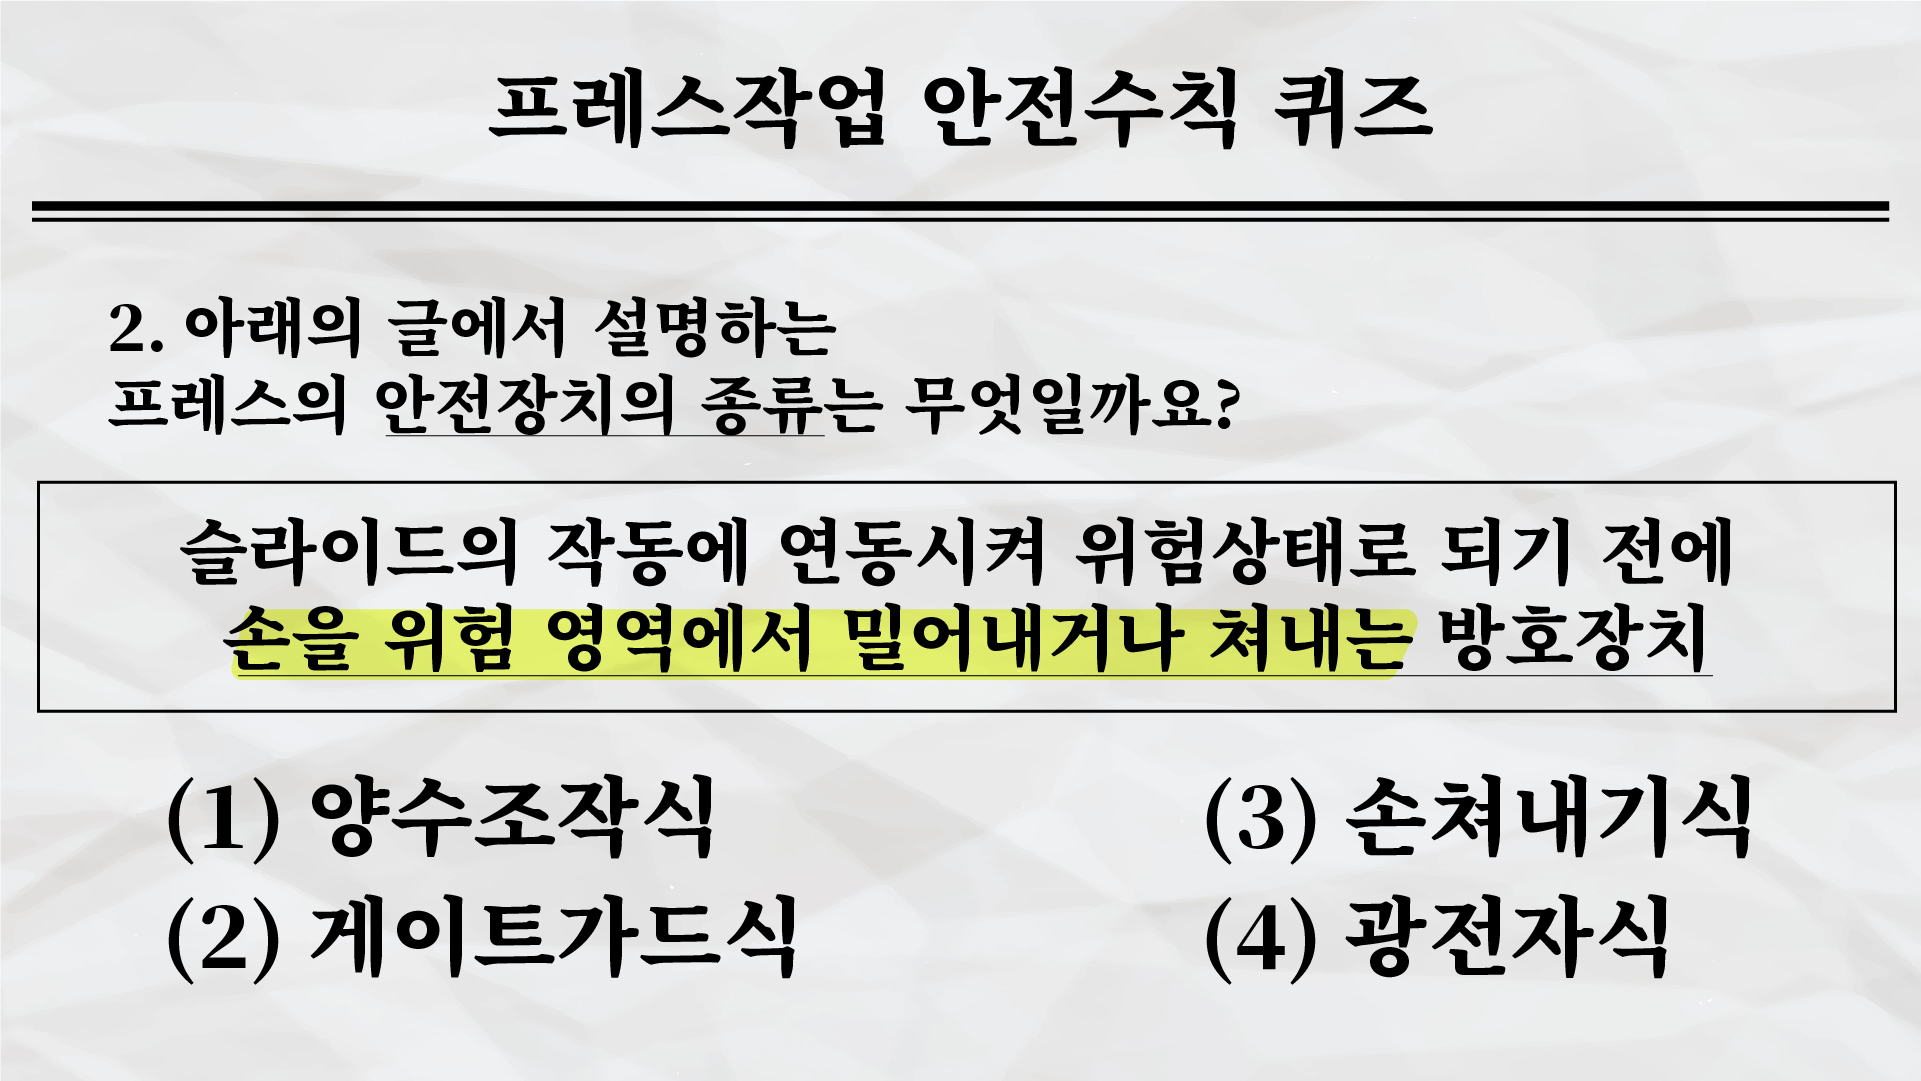 프레스작업 안전수칙 퀴즈
2. 아래의 글에서 설명하는
프레스의 안전장치의 종류는 무엇일까요?
슬라이드의 작동에 연동시켜 위험상태로 되기 전에
손을 위험 영역에서 밀어내거나 쳐내는 방호장치
(1) 양수조작식
(2) 게이트가드식
(3) 손쳐내기식
(4) 광전자식